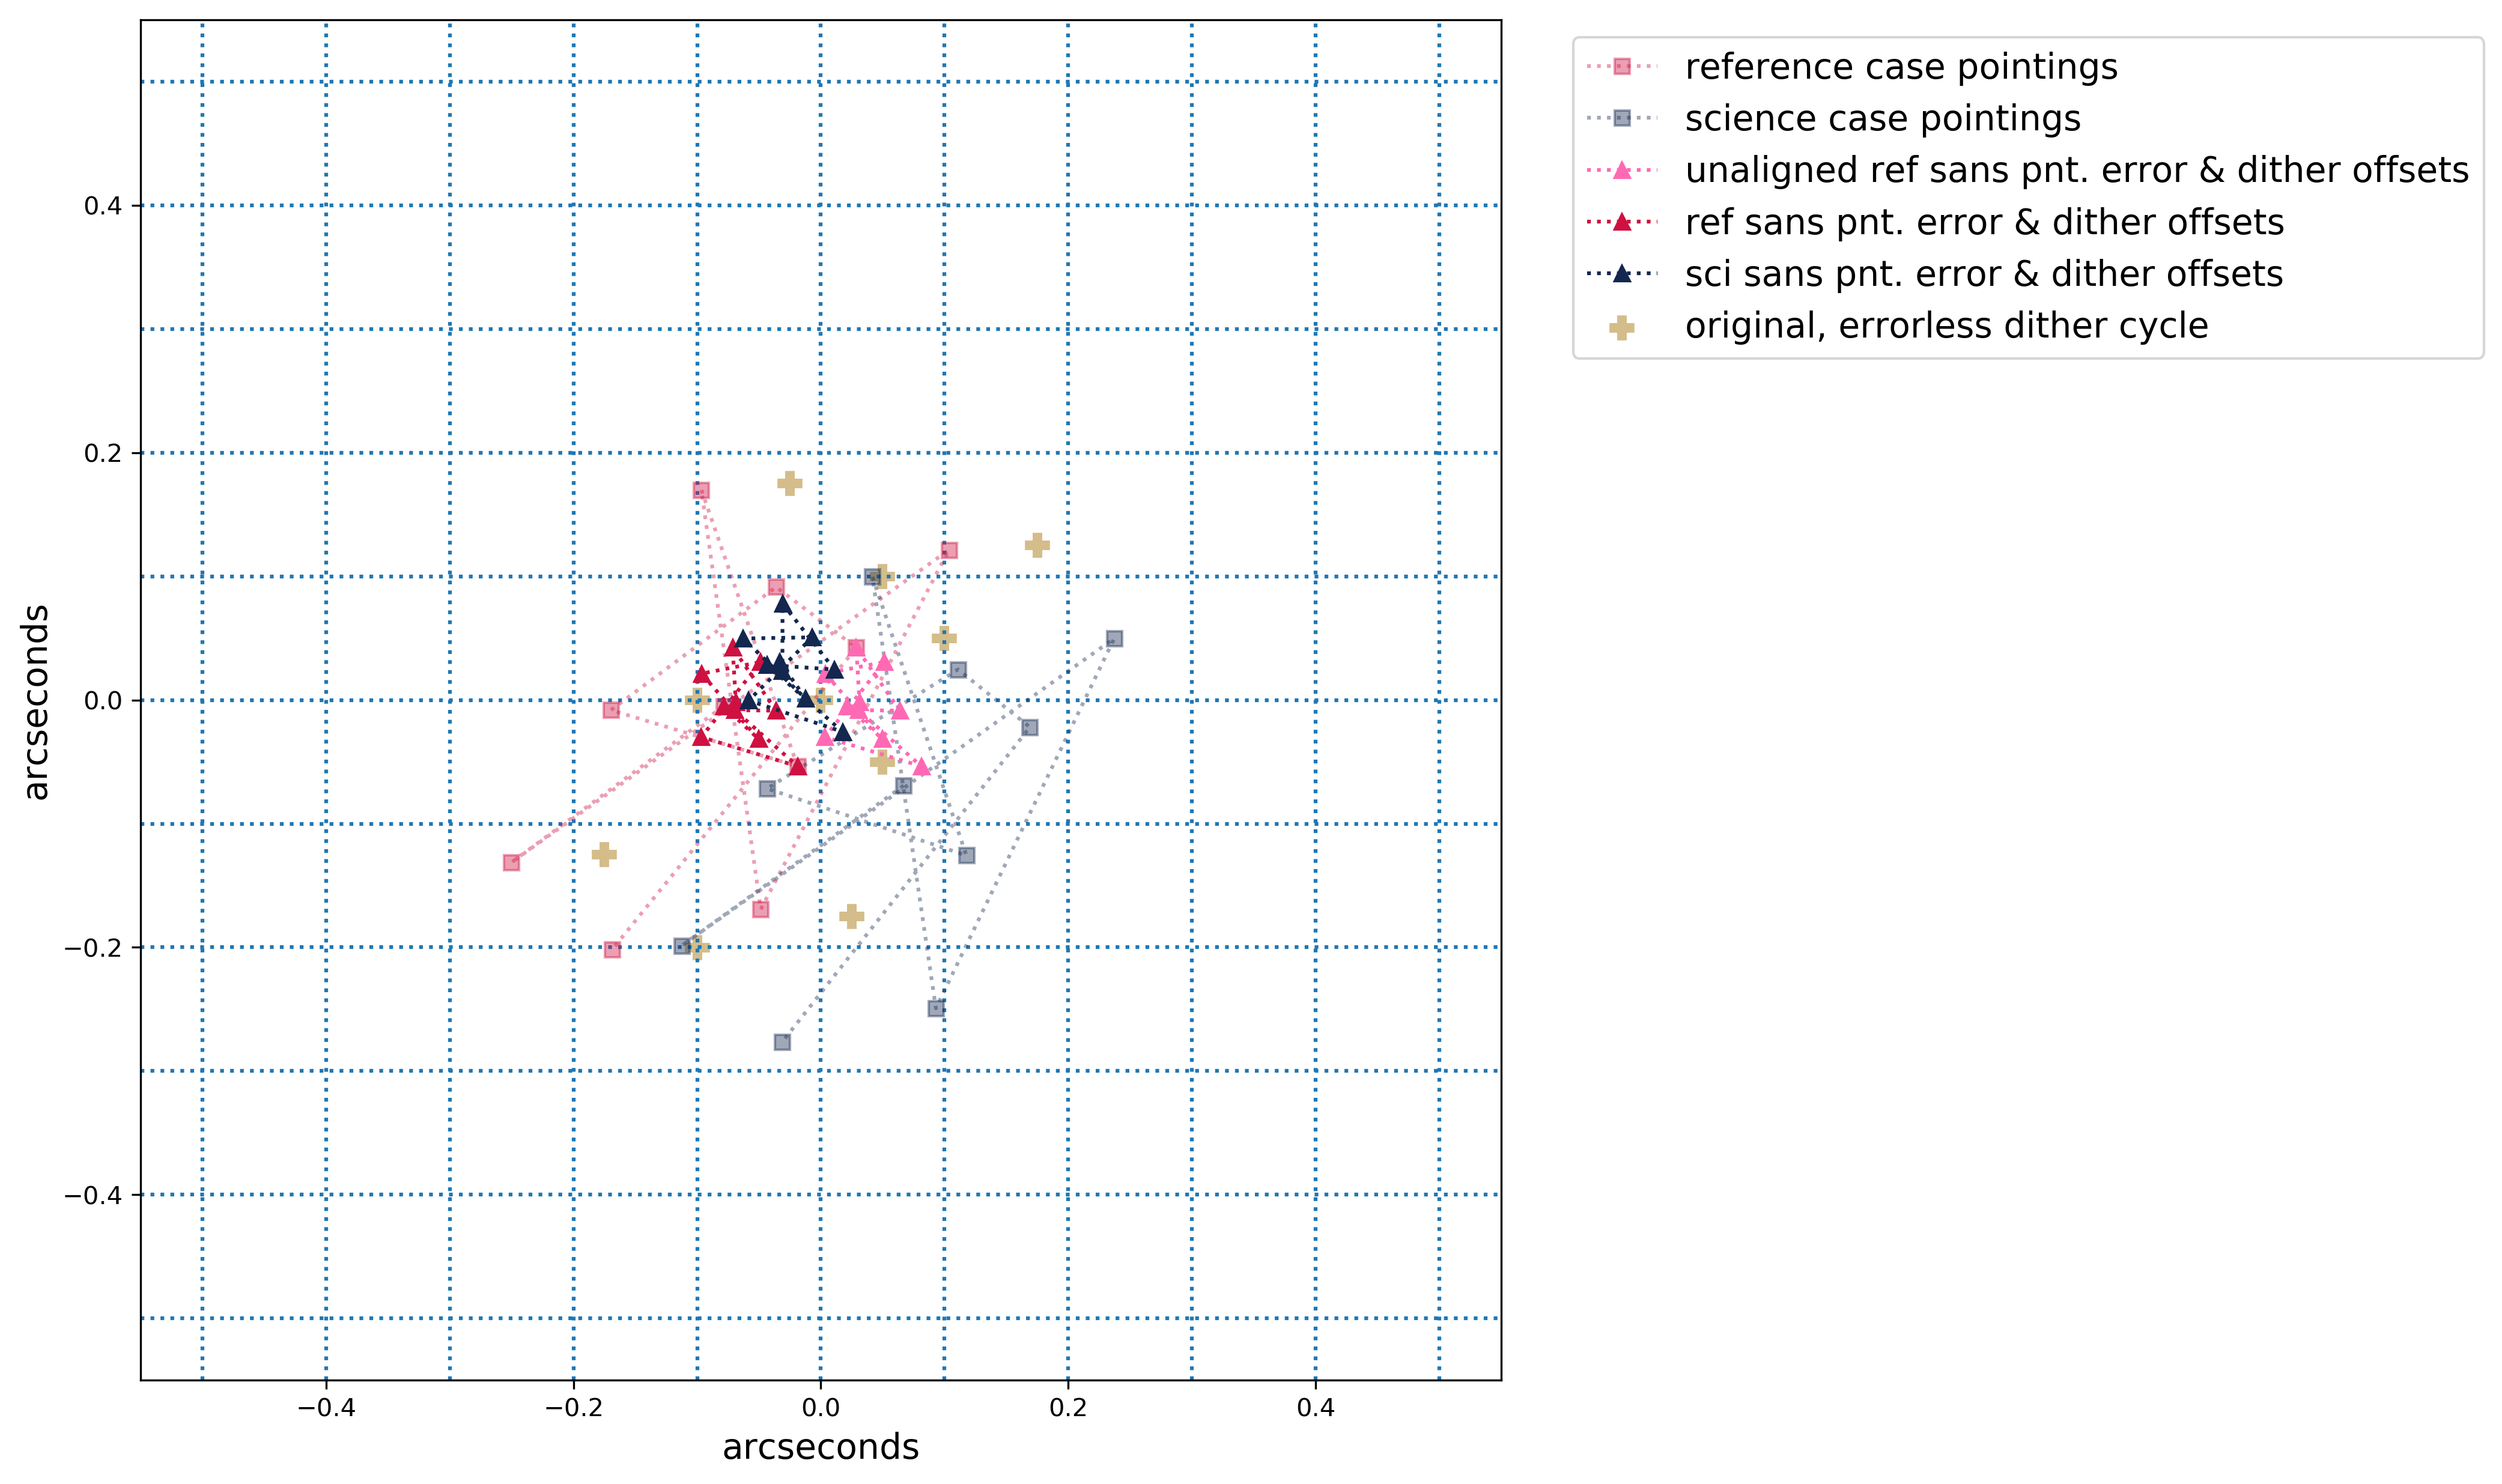 reference case pointings
science case pointings
unaligned ref sans pnt. error & dither offsets
ref sans pnt. error & dither offsets
sci sans pnt. error & dither offsets
original, errorless dither cycle
0.4
0.2
0.0
−0.2
−0.4
arcseconds
−0.4 −0.2 0.0 0.2 0.4
arcseconds